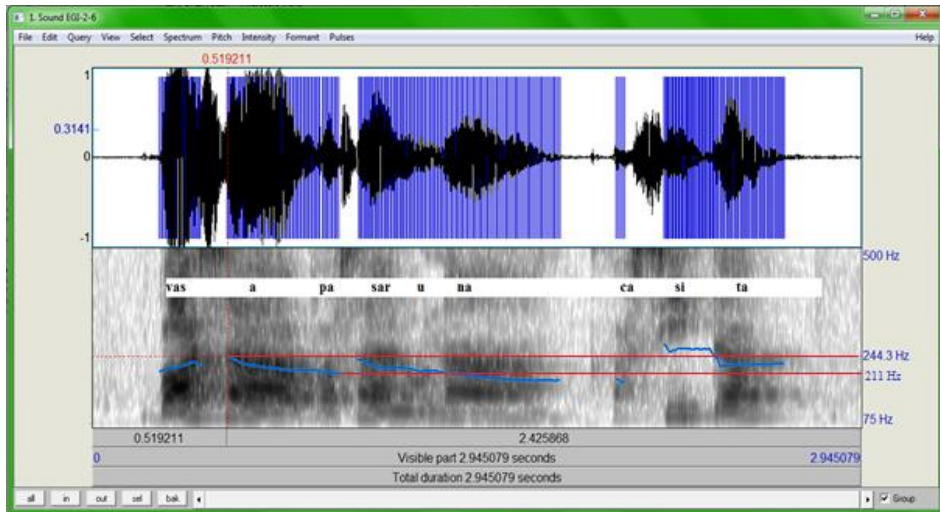 1. Sound EGI-2-6
File Edit Query View Select Spectrum Pitch Intensity Formant Pulses Help
0.519211
1
0.3141
0
-1
500 Hz
vas a pa sar u na ca si ta
244.3 Hz
211 Hz
75 Hz
0.519211 2.425868
0 Visible part 2.945079 seconds 2.945079
Total duration 2.945079 seconds
all in out sel bak Group